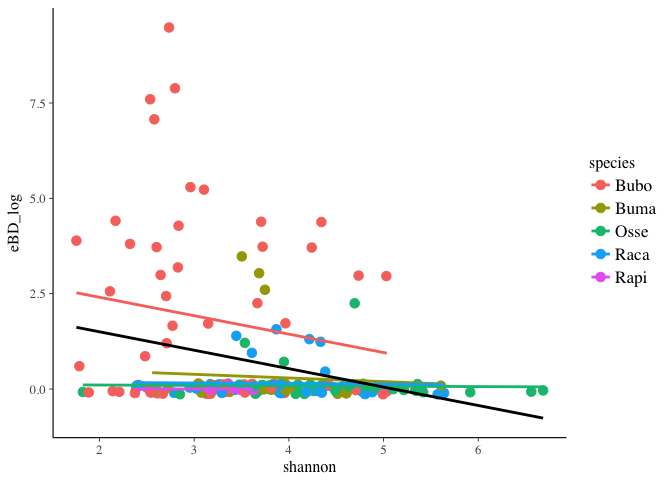 7.5
5.0
2.5
0.0
eBD_log
2
3
4
5
6
shannon
species
Bubo
Buma
Osse
Raca
Rapi